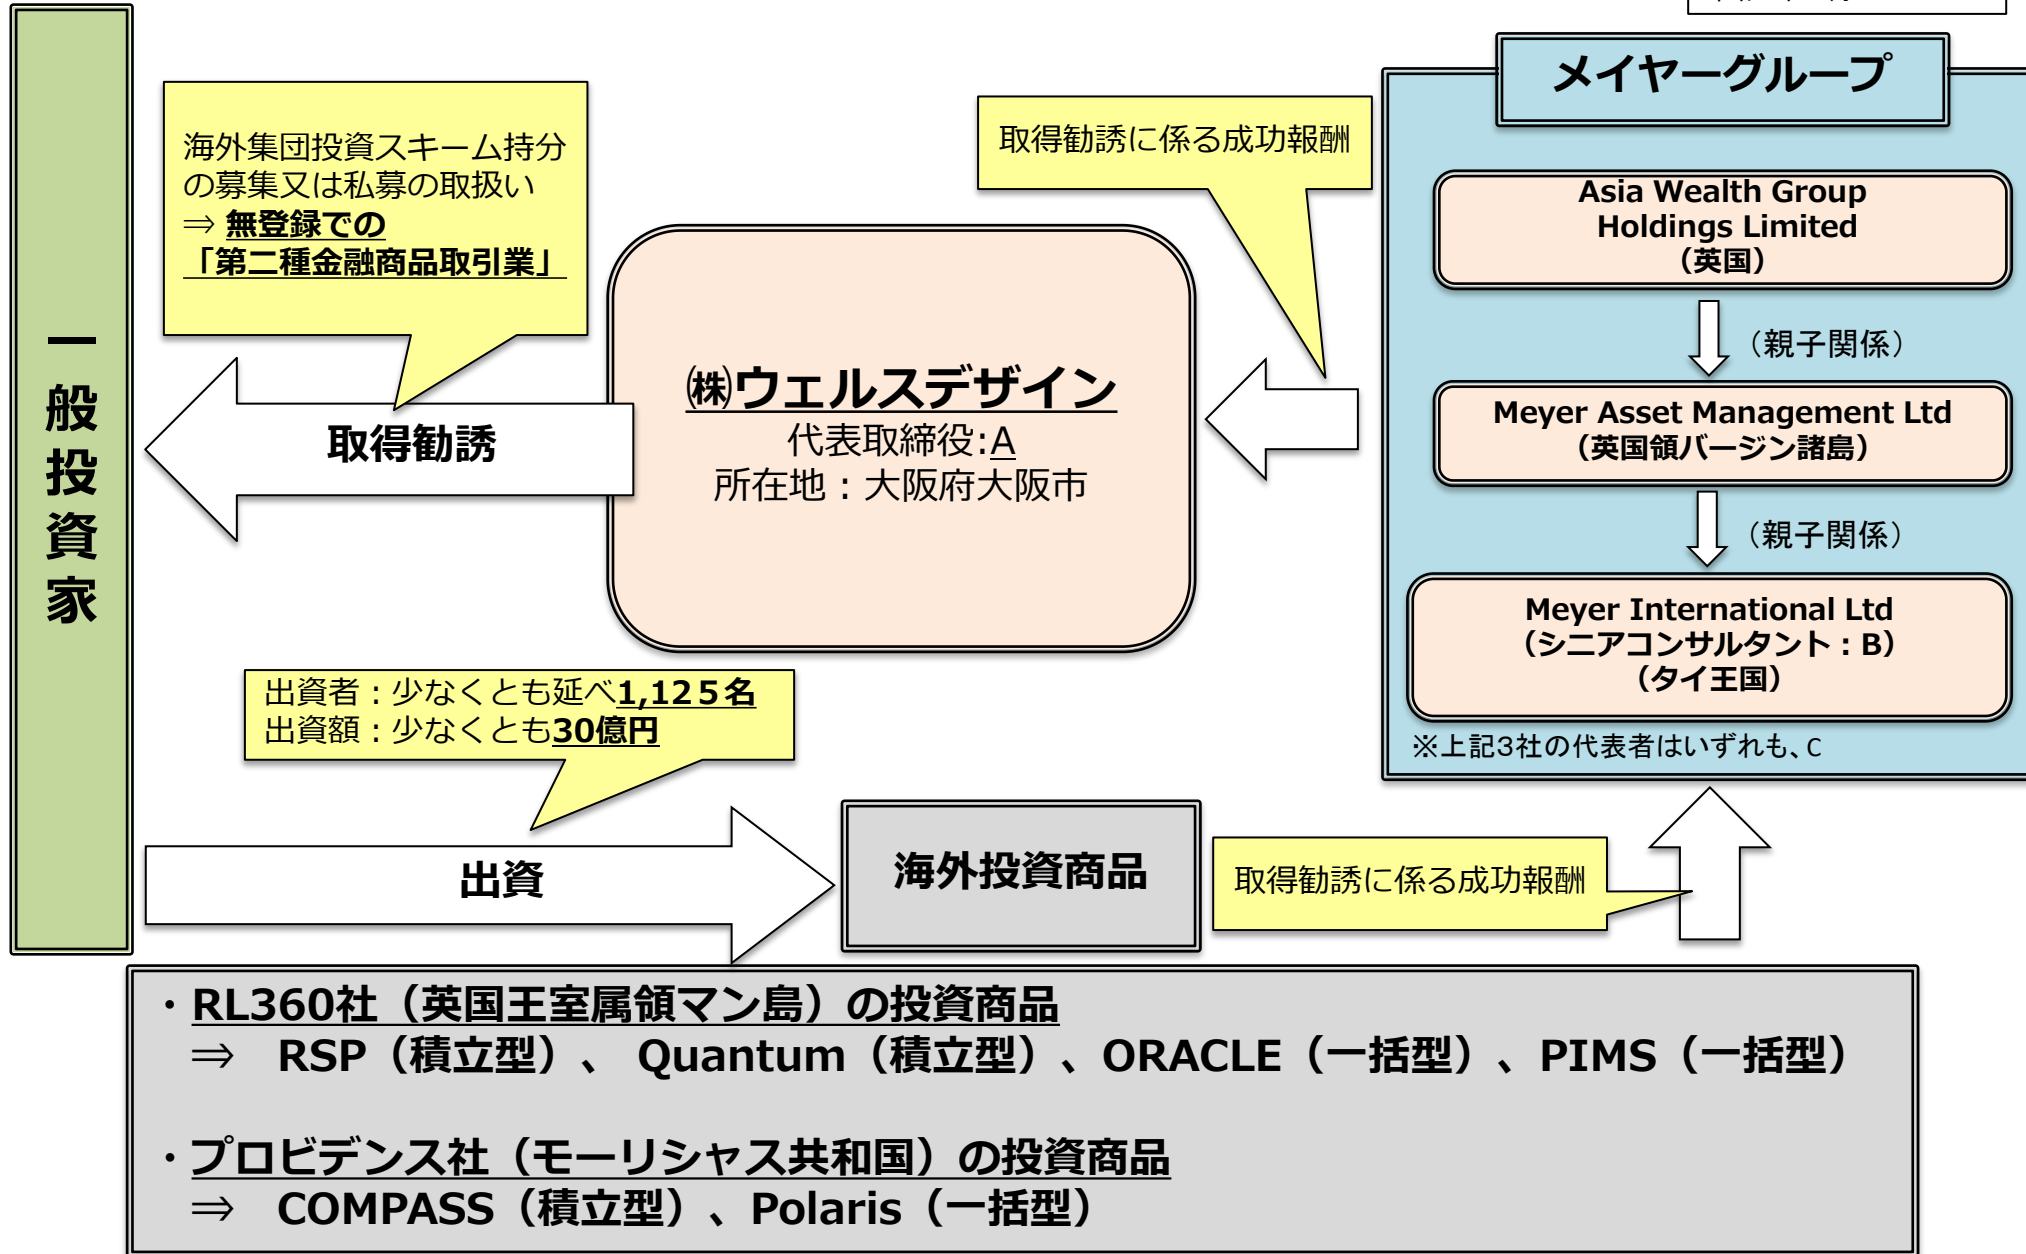 メイヤーグループ
海外集団投資スキーム持分
の募集又は私募の取扱い
⇒ 無登録での
「第二種金融商品取引業」
取得勧誘に係る成功報酬
Asia Wealth Group
Holdings Limited
（英国）
（親子関係）
Meyer Asset Management Ltd
（英国領バージン諸島）
（親子関係）
Meyer International Ltd
（シニアコンサルタント：B）
（タイ王国）
※上記3社の代表者はいずれも、C
㈱ウェルスデザイン
代表取締役:A
所在地：大阪府大阪市
取得勧誘
一般投資家
出資者：少なくとも延べ1,12５名
出資額：少なくとも30億円
出資
海外投資商品
取得勧誘に係る成功報酬
・RL360社（英国王室属領マン島）の投資商品
⇒ RSP（積立型）、 Quantum（積立型）、ORACLE（一括型）、PIMS（一括型）
・プロビデンス社（モーリシャス共和国）の投資商品
⇒ COMPASS（積立型）、Polaris（一括型）